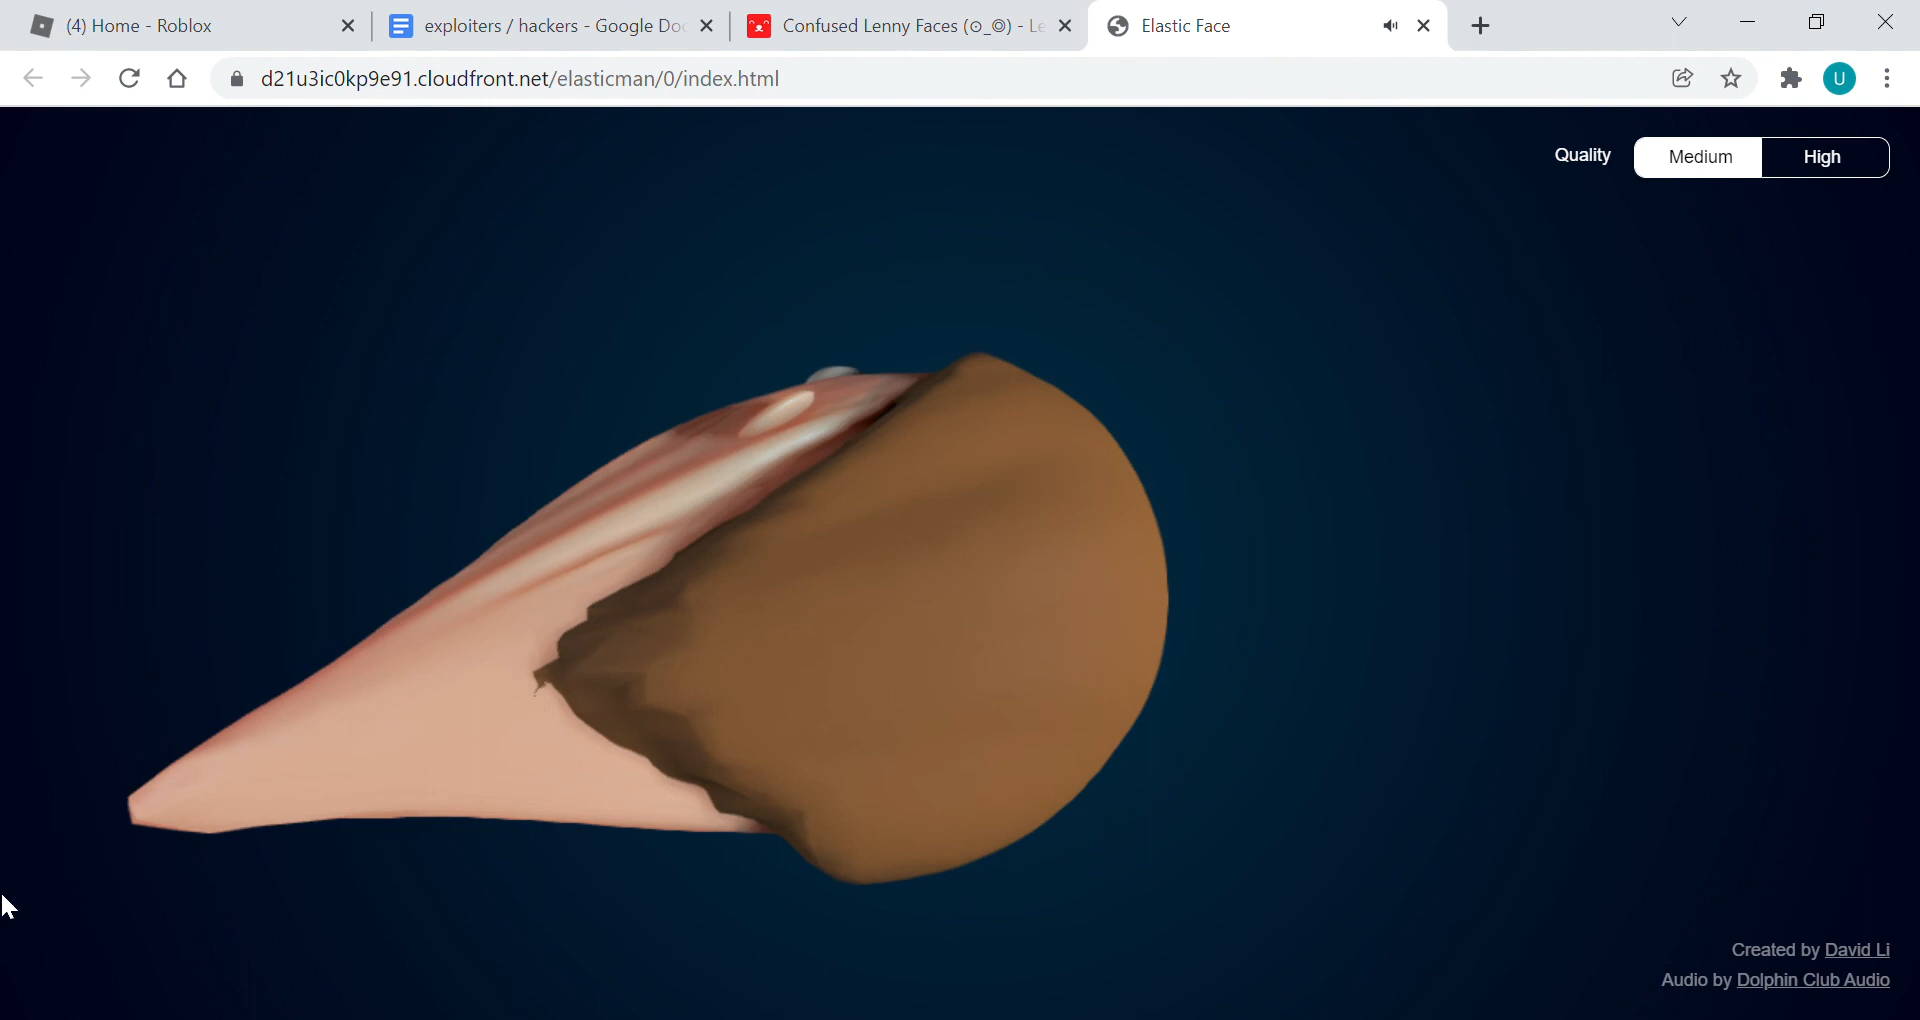 (4) Home - Roblox
exploiters / hackers - Google Doc
Confused Lenny Faces (⊙_◎) - Le
Elastic Face
d21u3ic0kp9e91.cloudfront.net/elasticman/0/index.html
U
Quality
Medium
High
Created by David Li
Audio by Dolphin Club Audio